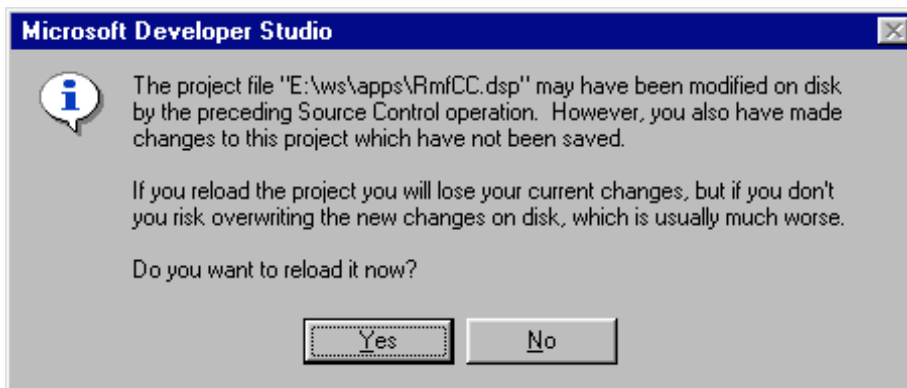 Microsoft Developer Studio
The project file "E:\ws\apps\RmfCC.dsp" may have been modified on disk
by the preceding Source Control operation.  However, you also have made
changes to this project which have not been saved.
If you reload the project you will lose your current changes, but if you don't
you risk overwriting the new changes on disk, which is usually much worse.
Do you want to reload it now?
Yes No